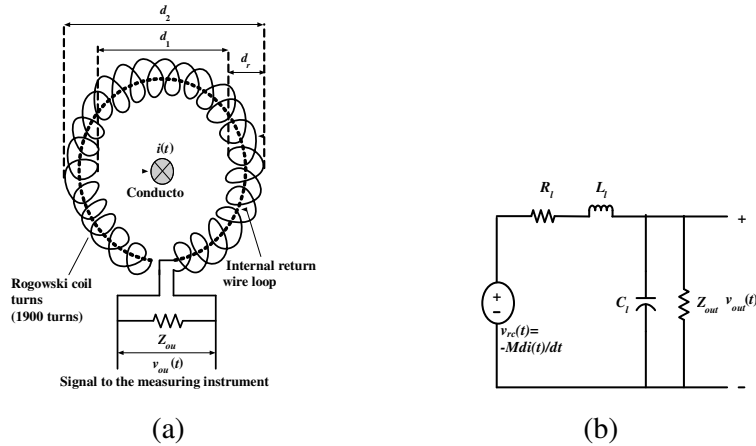 d2
d1
dr
i(t)
Conducto
Rogowski coil
turns
(1900 turns)
Internal return
wire loop
Zou
vou(t)
Signal to the measuring instrument
(a)
Rl
Ll
+
+
−
Cl
Zout
vout(t)
vrc(t)=
-Mdi(t)/dt
−
(b)